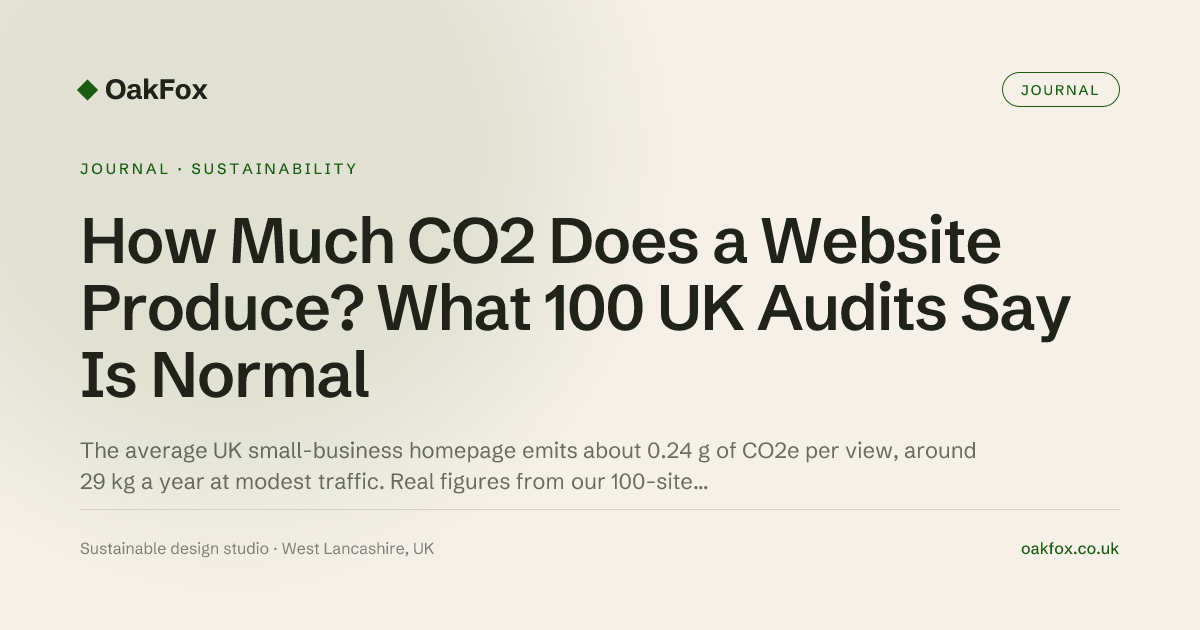 OakFox
JOURNAL
JOURNAL · SUSTAINABILITY
How Much CO2 Does a Website
Produce? What 100 UK Audits Say
Is Normal
The average UK small-business homepage emits about 0.24 g of CO2e per view, around
29 kg a year at modest traffic. Real figures from our 100-site…
Sustainable design studio · West Lancashire, UK
oakfox.co.uk